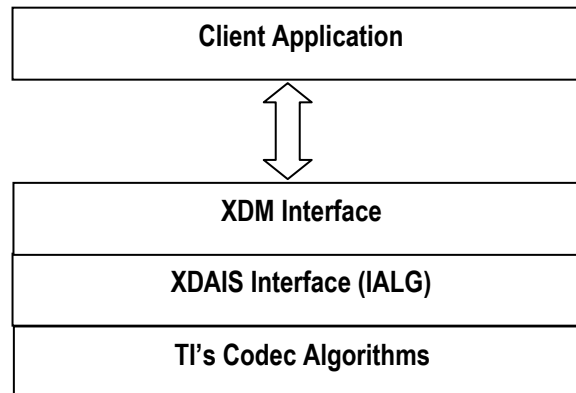 Client Application
XDM Interface
XDAIS Interface (IALG)
TI’s Codec Algorithms